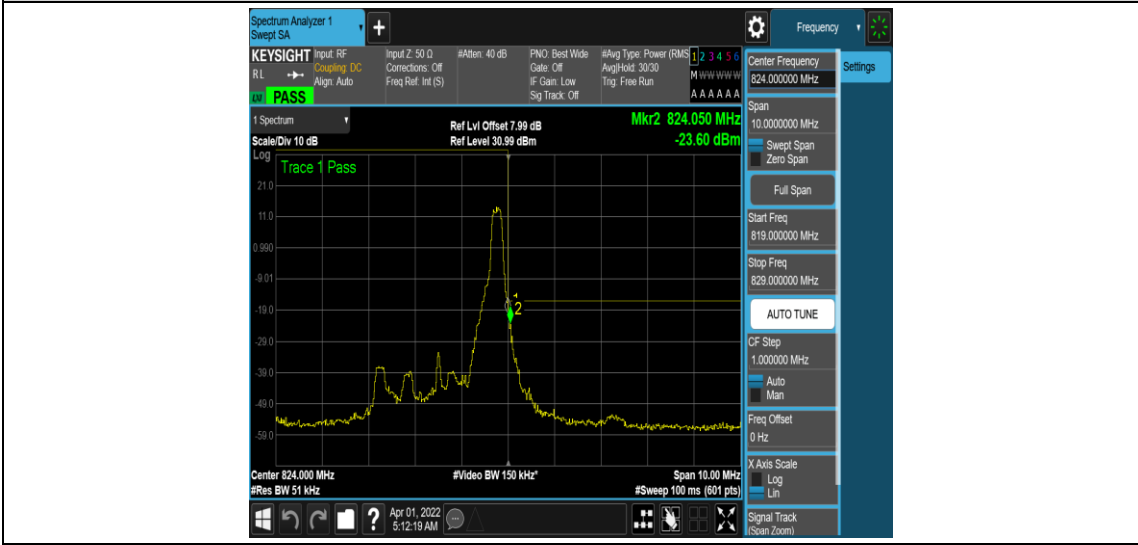 Spectrum Analyzer 1
Swept SA
Frequency
KEYSIGHT
RL
PASS
Input: RF
Coupling: DC
Align: Auto
Input Z: 50 Ω
Corrections: Off
Freq Ref: Int (S)
#Atten: 40 dB
PNO: Best Wide
Gate: Off
IF Gain: Low
Sig Track: Off
#Avg Type: Power (RMS
Avg|Hold: 30/30
Trig: Free Run
1 2 3 4 5 6
M W W W W W
A A A A A A
1 Spectrum
Scale/Div 10 dB
Ref Lvl Offset 7.99 dB
Ref Level 30.99 dBm
Mkr2 824.050 MHz
-23.60 dBm
Log
Trace 1 Pass
21.0
11.0
0.990
-9.01
-19.0
-29.0
-39.0
-49.0
-59.0
2
Center 824.000 MHz
#Res BW 51 kHz
#Video BW 150 kHz*
Span 10.00 MHz
#Sweep 100 ms (601 pts)
Center Frequency
824.000000 MHz
Settings
Span
10.0000000 MHz
Swept Span
Zero Span
Full Span
Start Freq
819.000000 MHz
Stop Freq
829.000000 MHz
AUTO TUNE
CF Step
1.000000 MHz
Auto
Man
Freq Offset
0 Hz
X Axis Scale
Log
Lin
Signal Track
(Span Zoom)
?
Apr 01, 2022
5:12:19 AM